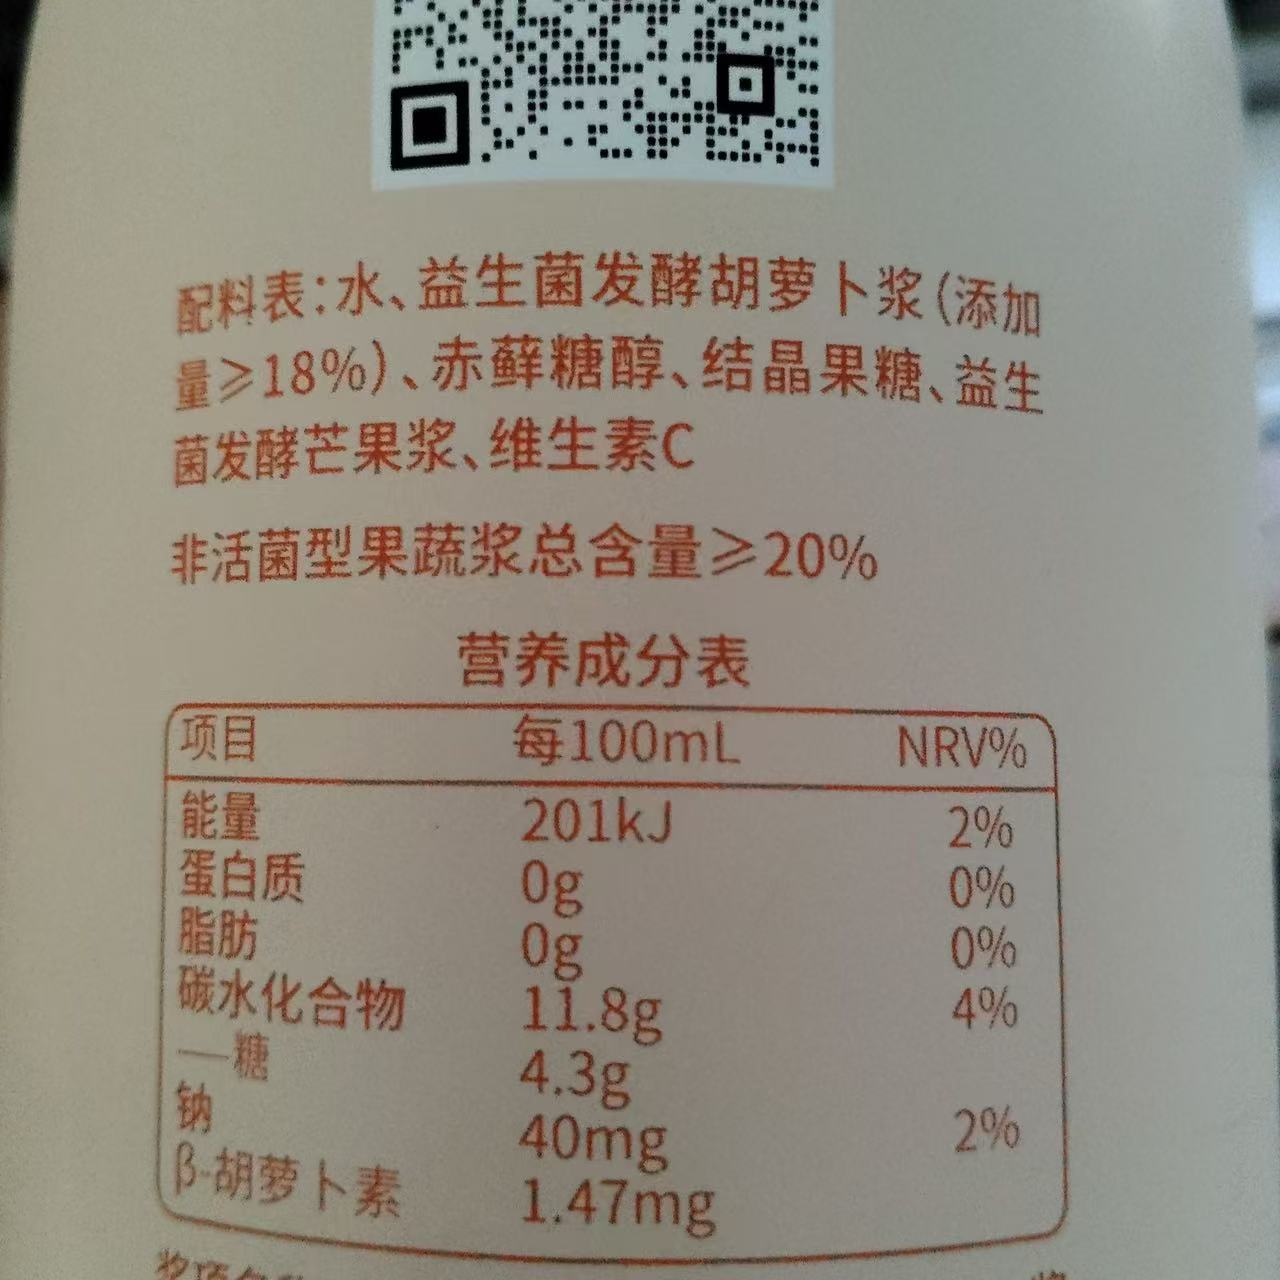 配料表：水、益生菌发酵胡萝卜浆（添加
量≥18%）、赤藓糖醇、结晶果糖、益生
菌发酵芒果浆、维生素C
非活菌型果蔬浆总含量≥20%
营养成分表
项目 每100mL NRV%
能量 201kJ 2%
蛋白质 0g 0%
脂肪 0g 0%
碳水化合物 11.8g 4%
—糖 4.3g
钠 40mg 2%
β-胡萝卜素 1.47mg